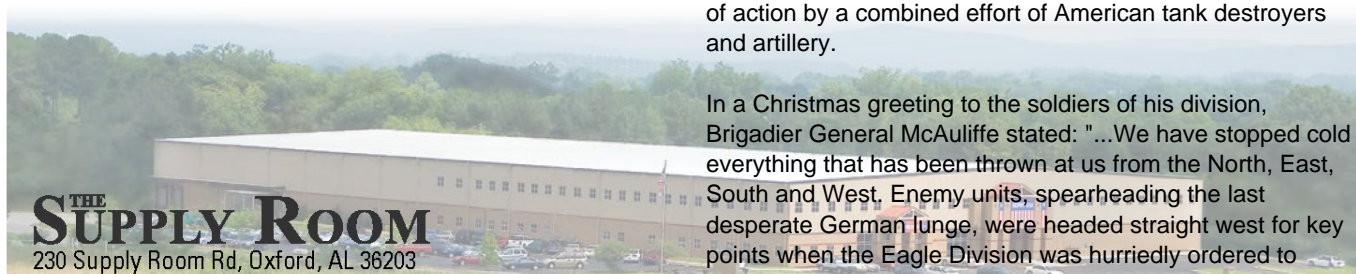 of action by a combined effort of American tank destroyers
and artillery.
In a Christmas greeting to the soldiers of his division,
Brigadier General McAuliffe stated: "...We have stopped cold
everything that has been thrown at us from the North, East,
South and West. Enemy units, spearheading the last
desperate German lunge, were headed straight west for key
points when the Eagle Division was hurriedly ordered to
THE SUPPLY ROOM
230 Supply Room Rd, Oxford, AL 36203